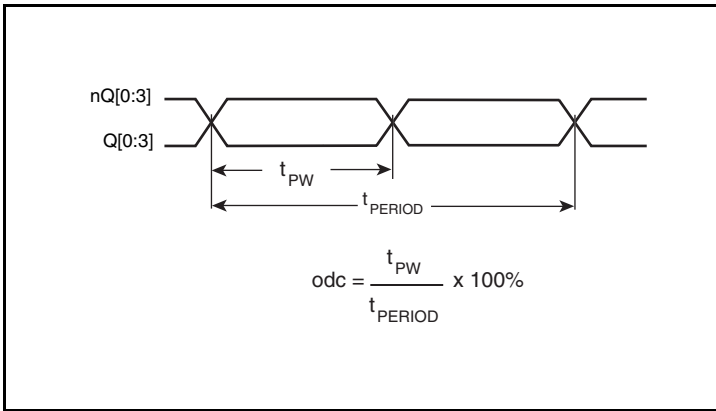 nQ[0:3]
Q[0:3]
tPW
tPERIOD
odc = tPW / tPERIOD x 100%